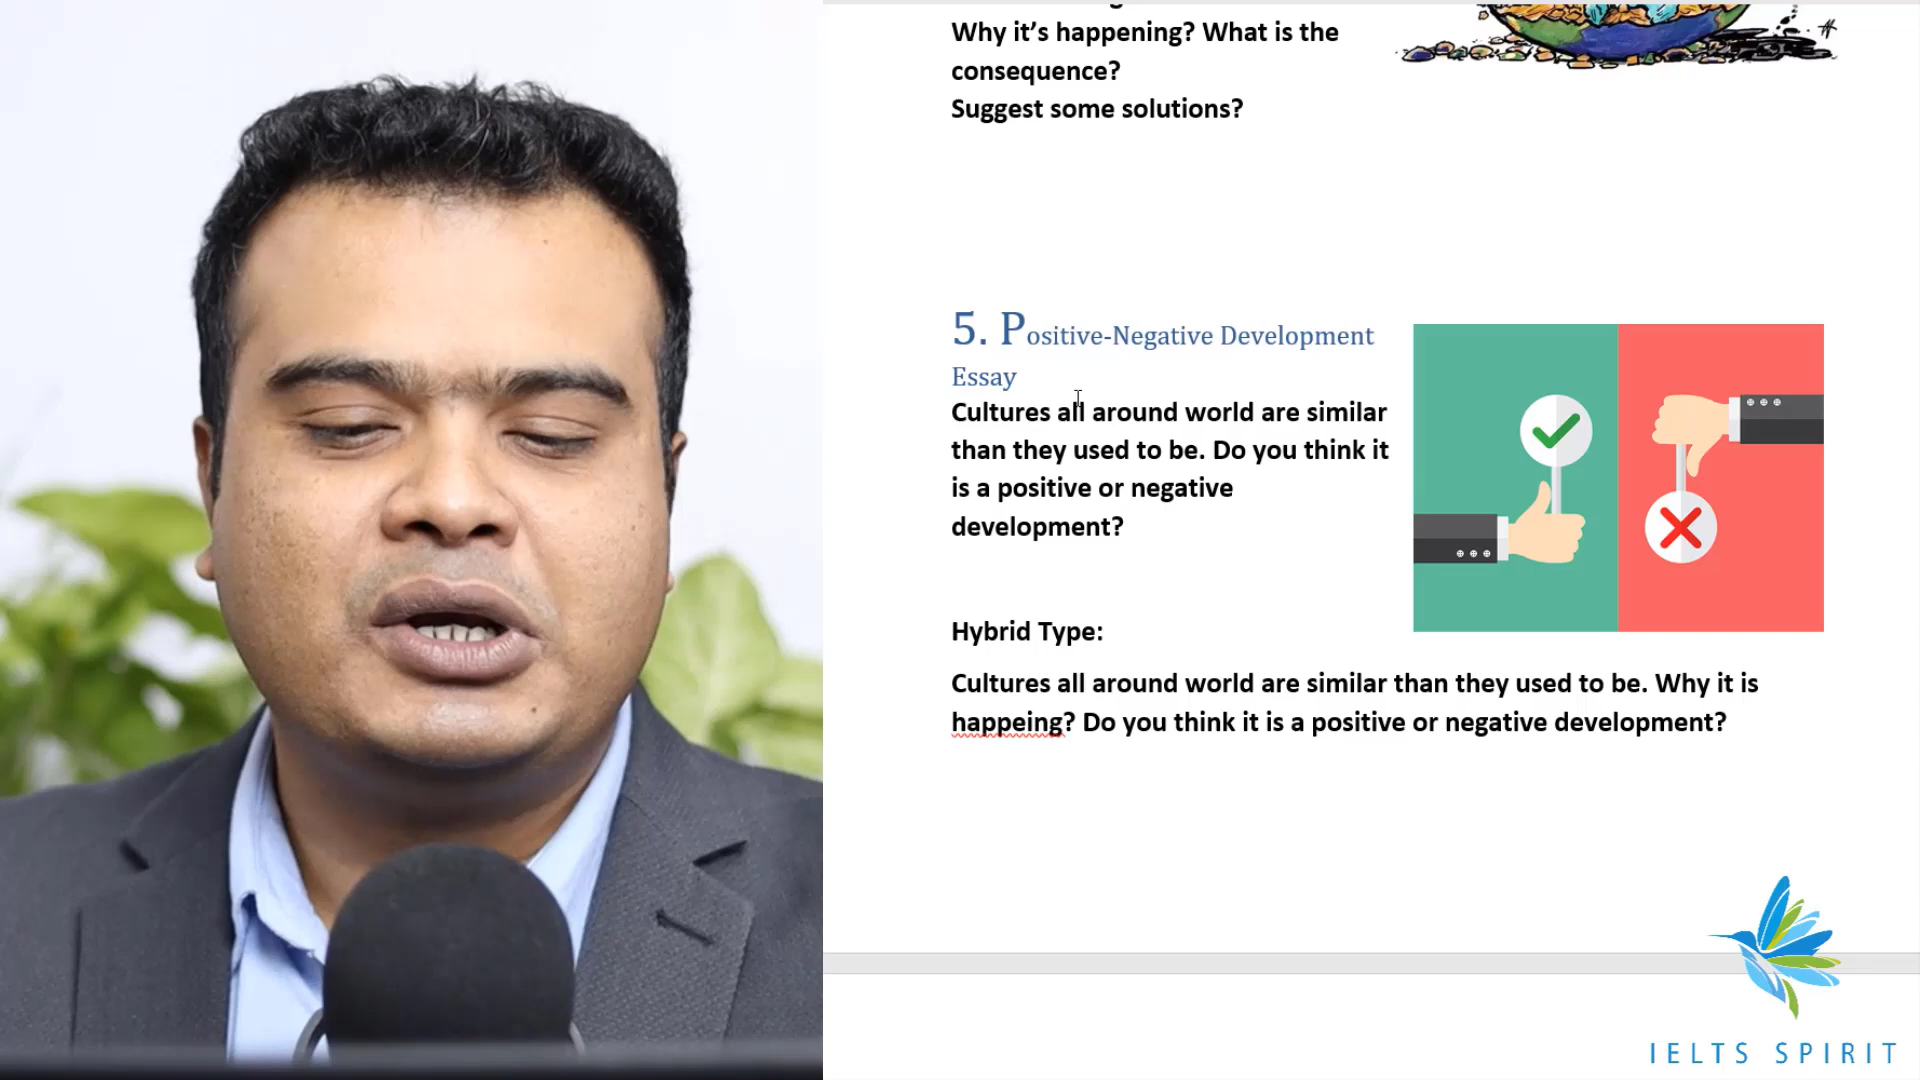 Why it’s happening? What is the
consequence?
Suggest some solutions?
5. Positive-Negative Development
Essay
Cultures all around world are similar
than they used to be. Do you think it
is a positive or negative
development?
Hybrid Type:
Cultures all around world are similar than they used to be. Why it is
happeing? Do you think it is a positive or negative development?
IELTS SPIRIT